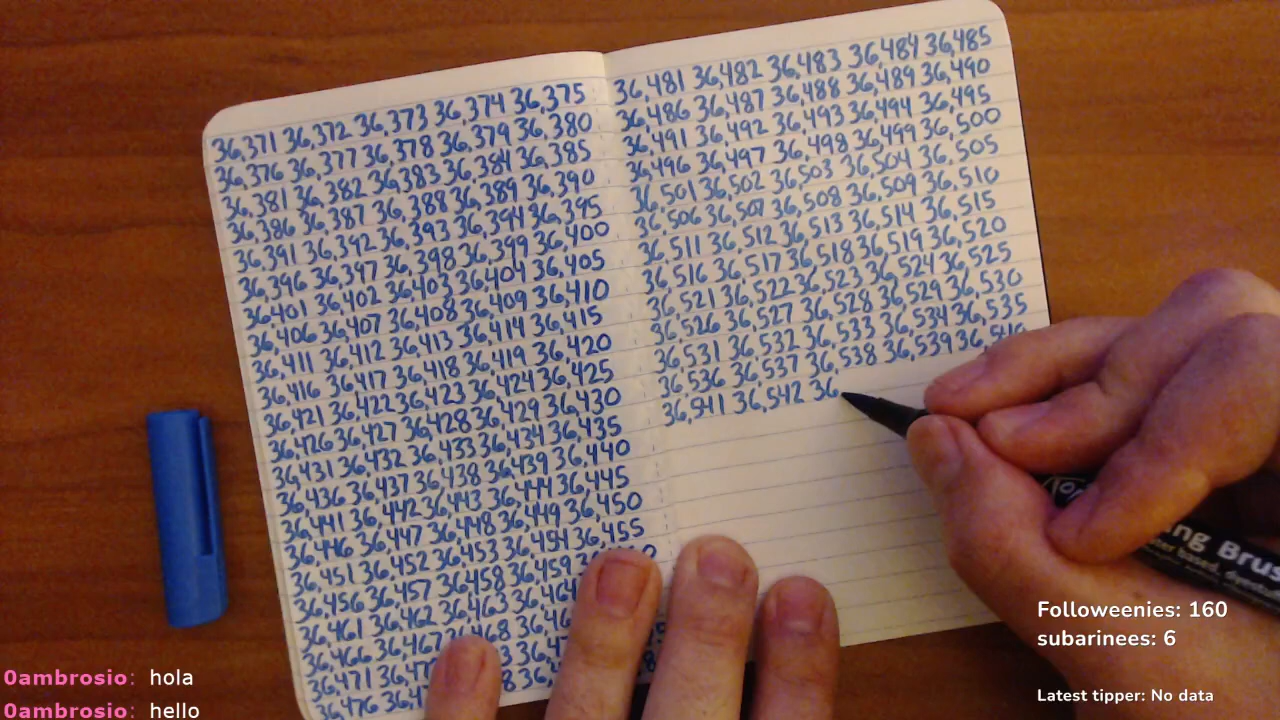 36,371 36,372 36,373 36,374 36,375
36,376 36,377 36,378 36,379 36,380
36,381 36,382 36,383 36,384 36,385
36,386 36,387 36,388 36,389 36,390
36,391 36,392 36,393 36,394 36,395
36,396 36,397 36,398 36,399 36,400
36,401 36,402 36,403 36,404 36,405
36,406 36,407 36,408 36,409 36,410
36,411 36,412 36,413 36,414 36,415
36,416 36,417 36,418 36,419 36,420
36,421 36,422 36,423 36,424 36,425
36,426 36,427 36,428 36,429 36,430
36,431 36,432 36,433 36,434 36,435
36,436 36,437 36,438 36,439 36,440
36,441 36,442 36,443 36,444 36,445
36,446 36,447 36,448 36,449 36,450
36,451 36,452 36,453 36,454 36,455
36,456 36,457 36,458 36,459
36,461 36,462 36,463
36,466 36,467
36,471
36,476
36,481 36,482 36,483 36,484 36,485
36,486 36,487 36,488 36,489 36,490
36,491 36,492 36,493 36,494 36,495
36,496 36,497 36,498 36,499 36,500
36,501 36,502 36,503 36,504 36,505
36,506 36,507 36,508 36,509 36,510
36,511 36,512 36,513 36,514 36,515
36,516 36,517 36,518 36,519 36,520
36,521 36,522 36,523 36,524 36,525
36,526 36,527 36,528 36,529 36,530
36,531 36,532 36,533 36,534 36,535
36,536 36,537 36,538 36,539 36,540
36,541 36,542 36,
Followeenies: 160
subarinees: 6
Latest tipper: No data
0ambrosio: hola
0ambrosio: hello